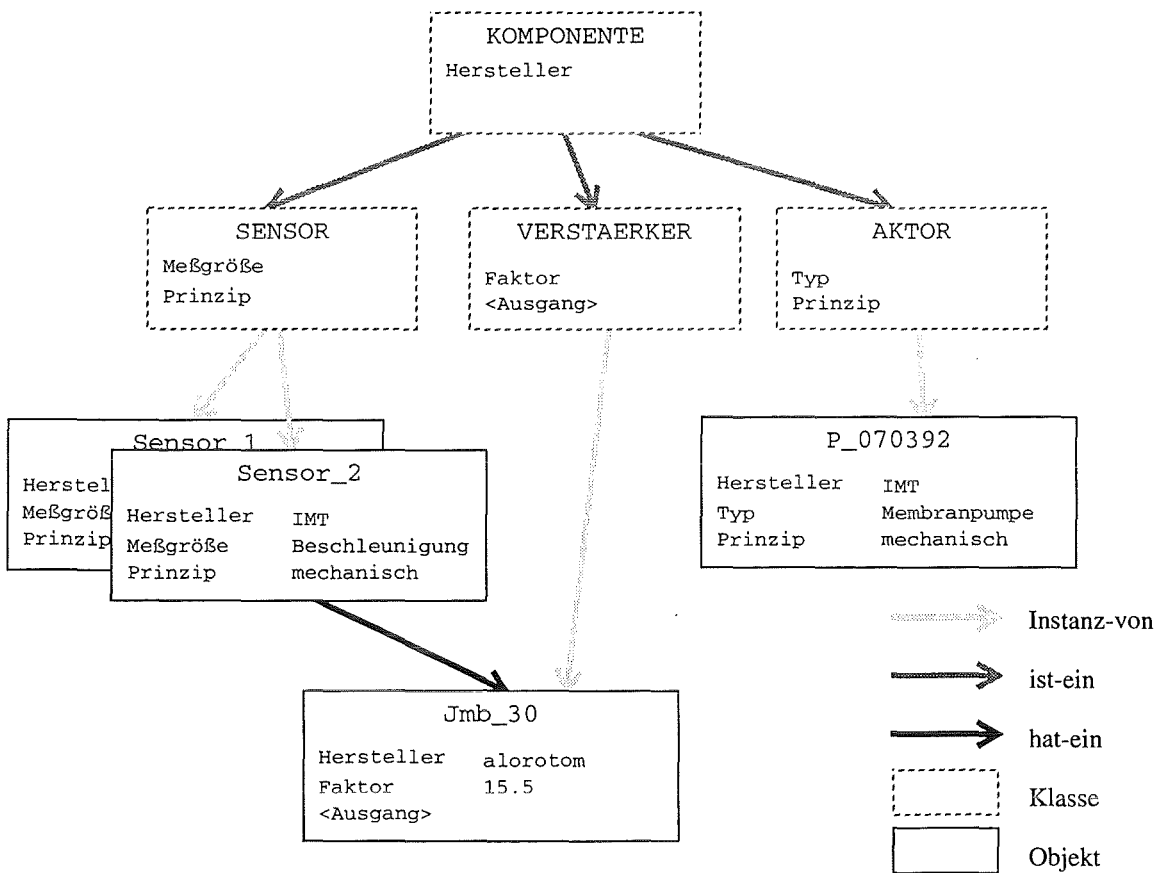 KOMPONENTE
Hersteller
SENSOR
Meßgröße
Prinzip
VERSTAERKER
Faktor
<Ausgang>
AKTOR
Typ
Prinzip
Sensor_1
Herstel
Meßgröß
Prinzip
Sensor_2
Hersteller IMT
Meßgröße Beschleunigung
Prinzip mechanisch
P_070392
Hersteller IMT
Typ Membranpumpe
Prinzip mechanisch
Jmb_30
Hersteller alorotom
Faktor 15.5
<Ausgang>
Instanz-von
ist-ein
hat-ein
Klasse
Objekt